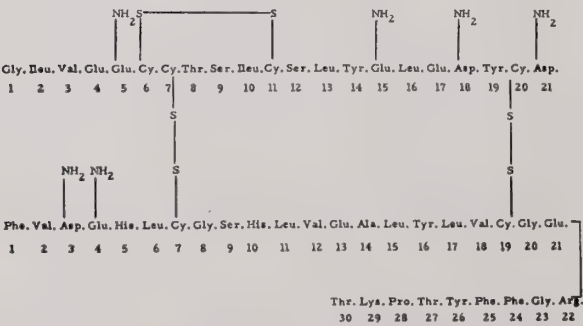 NH₂ S S NH₂ NH₂ NH₂
Gly. Ileu. Val. Glu. Glu. Cy. Cy. Thr. Ser. Ileu. Cy. Ser. Leu. Tyr. Glu. Leu. Glu. Asp. Tyr. Cy. Asp.
1 2 3 4 5 6 7 8 9 10 11 12 13 14 15 16 17 18 19 20 21
S S
S S
NH₂ NH₂
Phe. Val. Asp. Glu. His. Leu. Cy. Gly. Ser. His. Leu. Val. Glu. Ala. Leu. Tyr. Leu. Val. Cy. Gly. Glu.
1 2 3 4 5 6 7 8 9 10 11 12 13 14 15 16 17 18 19 20 21
Thr. Lys. Pro. Thr. Tyr. Phe. Phe. Gly. Arg.
30 29 28 27 26 25 24 23 22